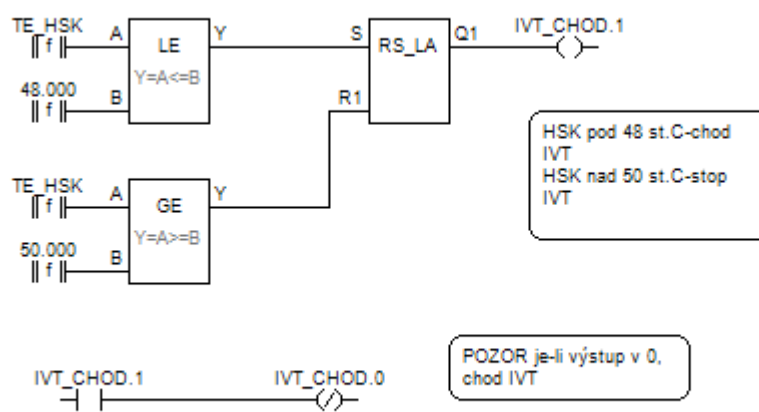 TE_HSK
f
A
LE
Y
Y=A<=B
48.000
f
B
S
RS_LA
Q1
IVT_CHOD.1
R1
HSK pod 48 st.C-chod
IVT
HSK nad 50 st.C-stop
IVT
TE_HSK
f
A
GE
Y
Y=A>=B
50.000
f
B
POZOR je-li výstup v 0,
chod IVT
IVT_CHOD.1
IVT_CHOD.0